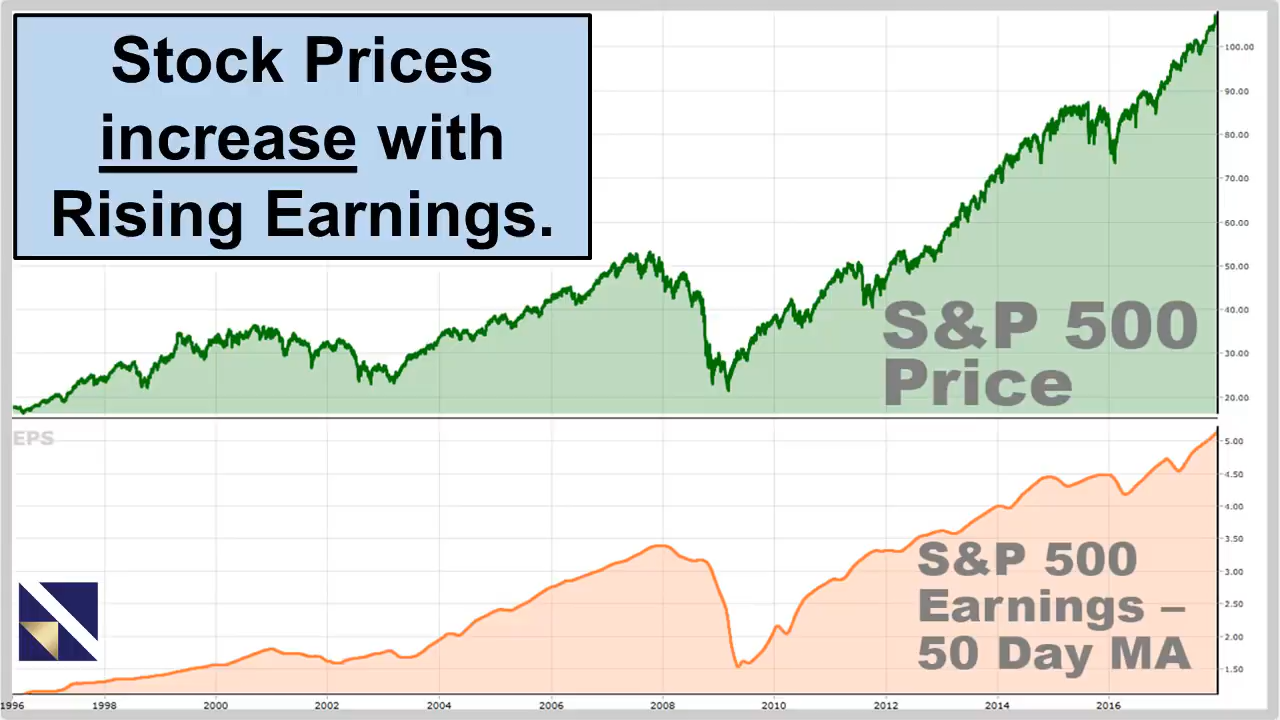 Stock Prices
increase with
Rising Earnings.
100.00
90.00
80.00
70.00
60.00
50.00
40.00
30.00
20.00
S&P 500
Price
EPS
5.00
4.50
4.00
3.50
3.00
2.50
2.00
1.50
S&P 500
Earnings –
50 Day MA
1996 1998 2000 2002 2004 2006 2008 2010 2012 2014 2016